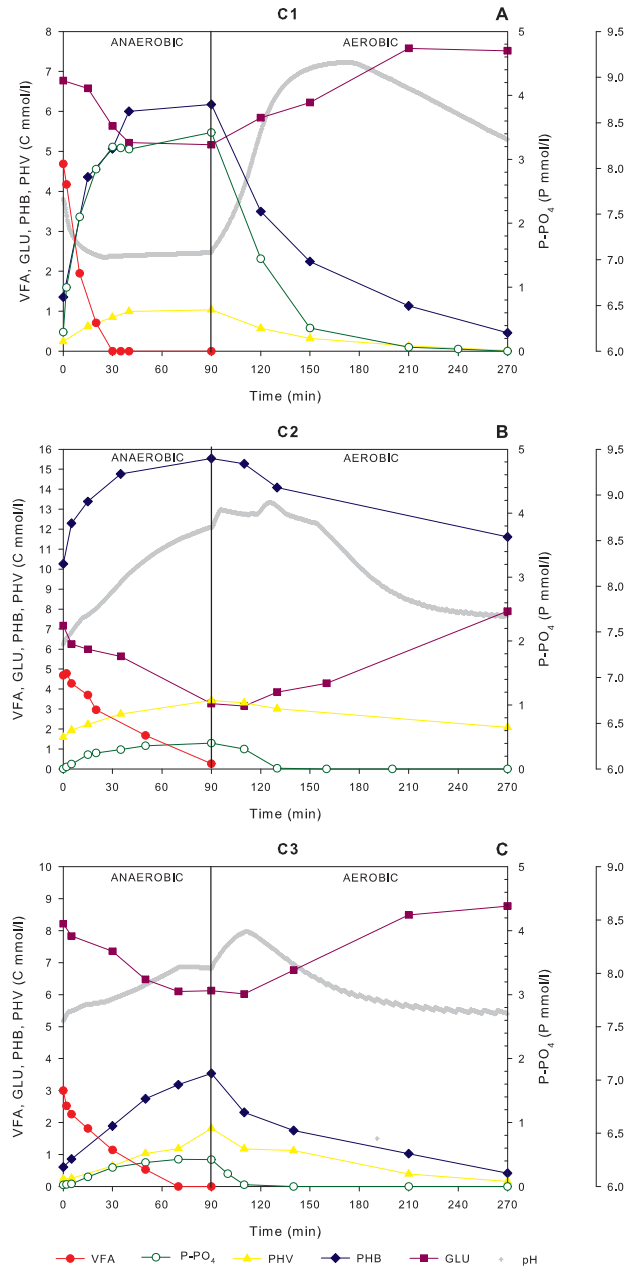 C1 A
ANAEROBIC AEROBIC
8 5 9.5
7 9.0
6 4 8.5
5 3 8.0
4
3 2 7.5
2 7.0
1 1 6.5
0 0 6.0
0 30 60 90 120 150 180 210 240 270
Time (min)
VFA, GLU, PHB, PHV (C mmol/l)
P-PO4 (P mmol/l)
C2 B
ANAEROBIC AEROBIC
16 5 9.5
15
14 9.0
13 4
12 8.5
11
10 3 8.0
9
8
7 2 7.5
6
5 7.0
4 1
3 6.5
2
1
0 0 6.0
0 30 60 90 120 150 180 210 240 270
Time (min)
VFA, GLU, PHB, PHV (C mmol/l)
P-PO4 (P mmol/l)
C3 C
ANAEROBIC AEROBIC
10 5 9.0
9
8 4 8.5
7 8.0
6 3
5 7.5
4 2
3 7.0
2 1 6.5
1
0 0 6.0
0 30 60 90 120 150 180 210 240 270
Time (min)
VFA, GLU, PHB, PHV (C mmol/l)
P-PO4 (P mmol/l)
VFA P-PO4 PHV PHB GLU pH